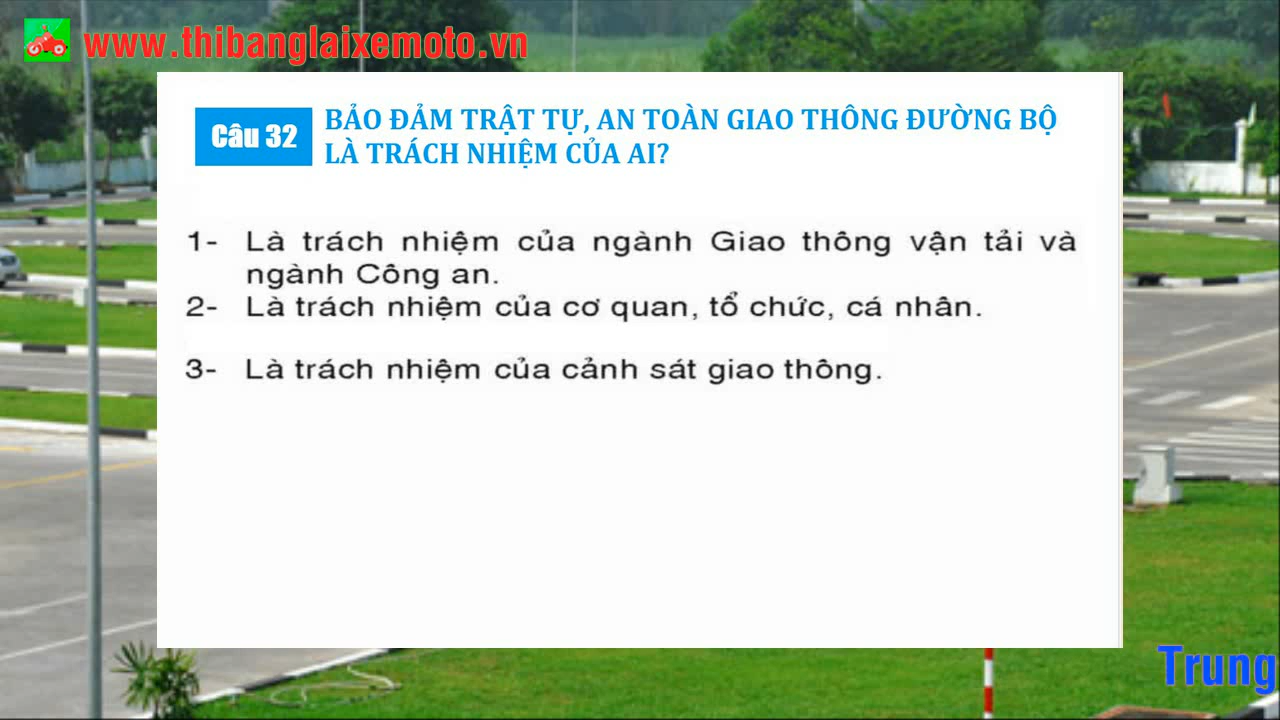 www.thibanglaixemoto.vn
Câu 32
BẢO ĐẢM TRẬT TỰ, AN TOÀN GIAO THÔNG ĐƯỜNG BỘ
LÀ TRÁCH NHIỆM CỦA AI?
1- Là trách nhiệm của ngành Giao thông vận tải và
ngành Công an.
2- Là trách nhiệm của cơ quan, tổ chức, cá nhân.
3- Là trách nhiệm của cảnh sát giao thông.
Trung